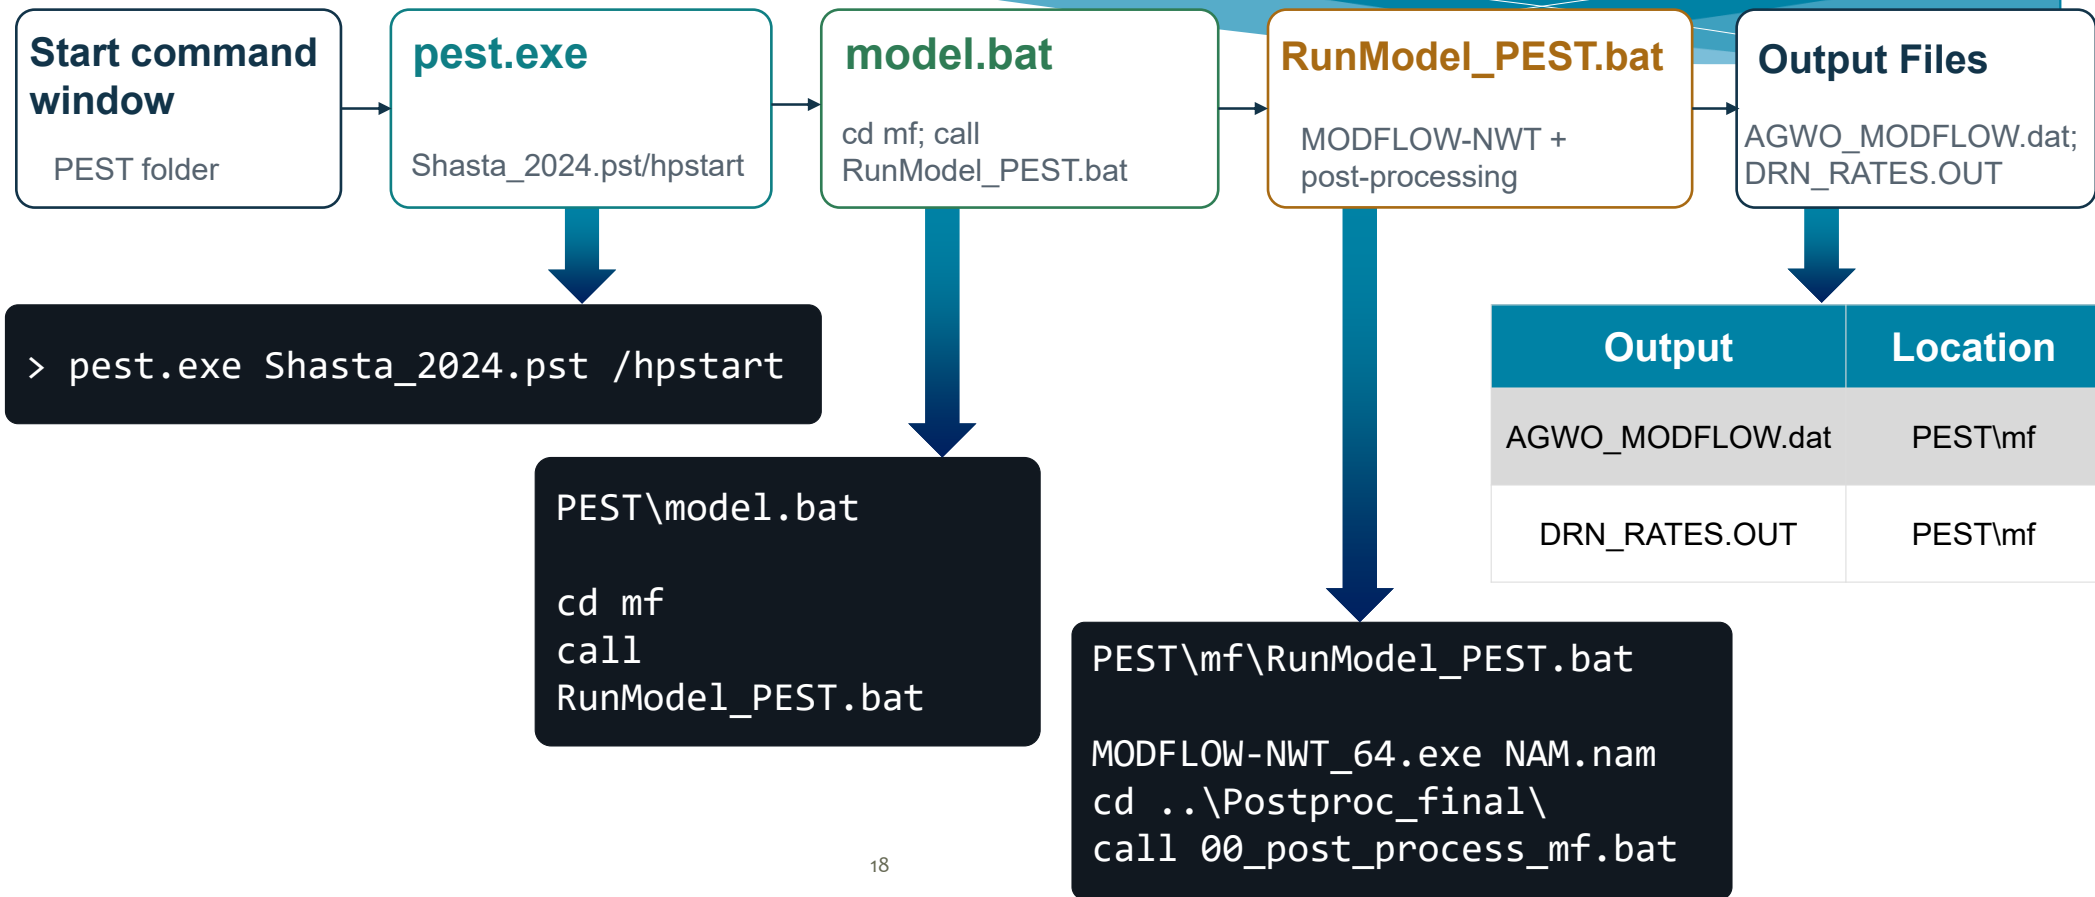 Start command
window
PEST folder
pest.exe
Shasta_2024.pst/hpstart
model.bat
cd mf; call
RunModel_PEST.bat
RunModel_PEST.bat
MODFLOW-NWT +
post-processing
Output Files
AGWO_MODFLOW.dat;
DRN_RATES.OUT
> pest.exe Shasta_2024.pst /hpstart
PEST\model.bat
cd mf
call
RunModel_PEST.bat
PEST\mf\RunModel_PEST.bat
MODFLOW-NWT_64.exe NAM.nam
cd ..\Postproc_final\
call 00_post_process_mf.bat
Output Location
AGWO_MODFLOW.dat PEST\mf
DRN_RATES.OUT PEST\mf
18